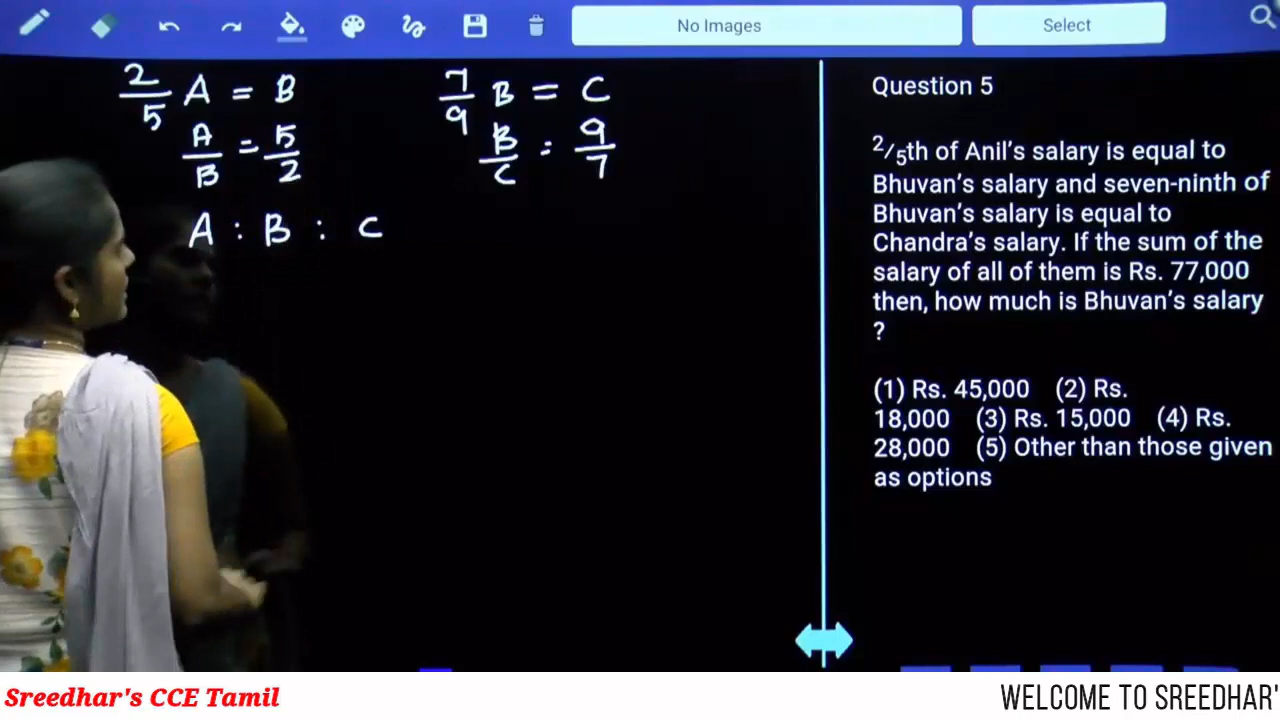 No Images
Select
2/5 A = B
A/B = 5/2
7/9 B = C
B/C = 9/7
A : B : C
Question 5
2/5th of Anil's salary is equal to
Bhuvan's salary and seven-ninth of
Bhuvan's salary is equal to
Chandra's salary. If the sum of the
salary of all of them is Rs. 77,000
then, how much is Bhuvan's salary
?
(1) Rs. 45,000 (2) Rs.
18,000 (3) Rs. 15,000 (4) Rs.
28,000 (5) Other than those given
as options
Sreedhar's CCE Tamil
WELCOME TO SREEDHAR'